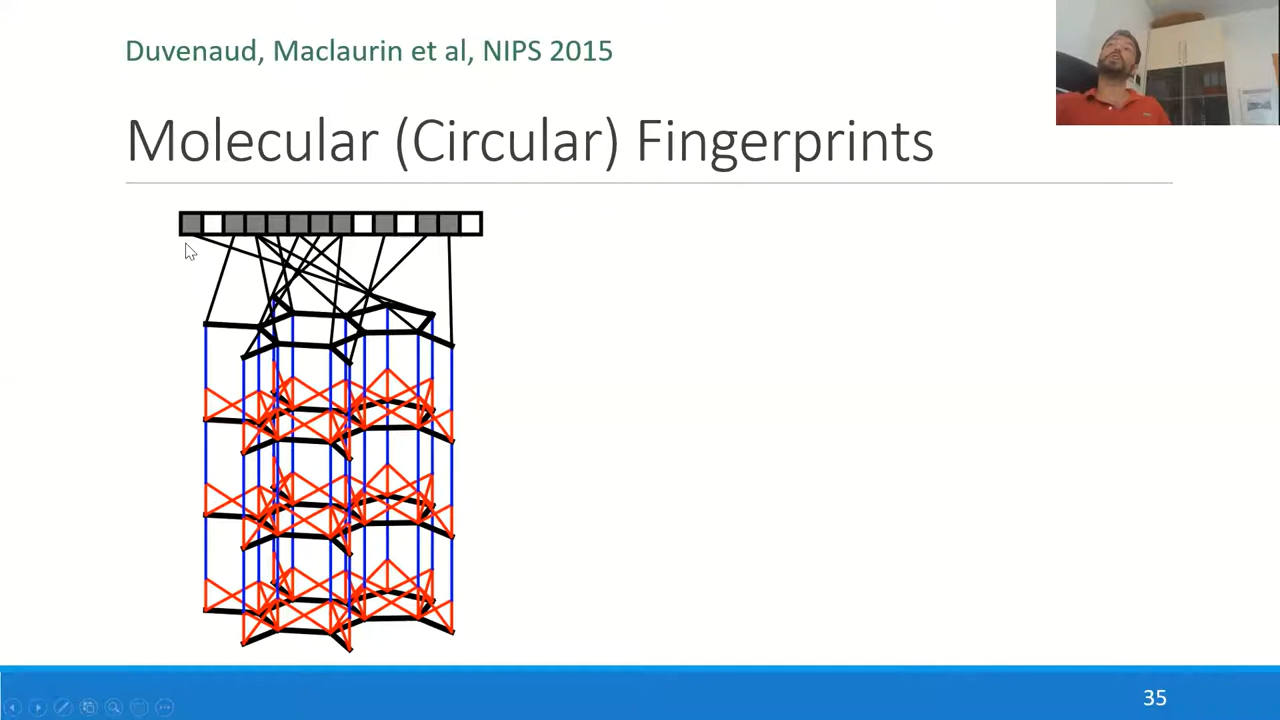 Duvenaud, Maclaurin et al, NIPS 2015
Molecular (Circular) Fingerprints
35